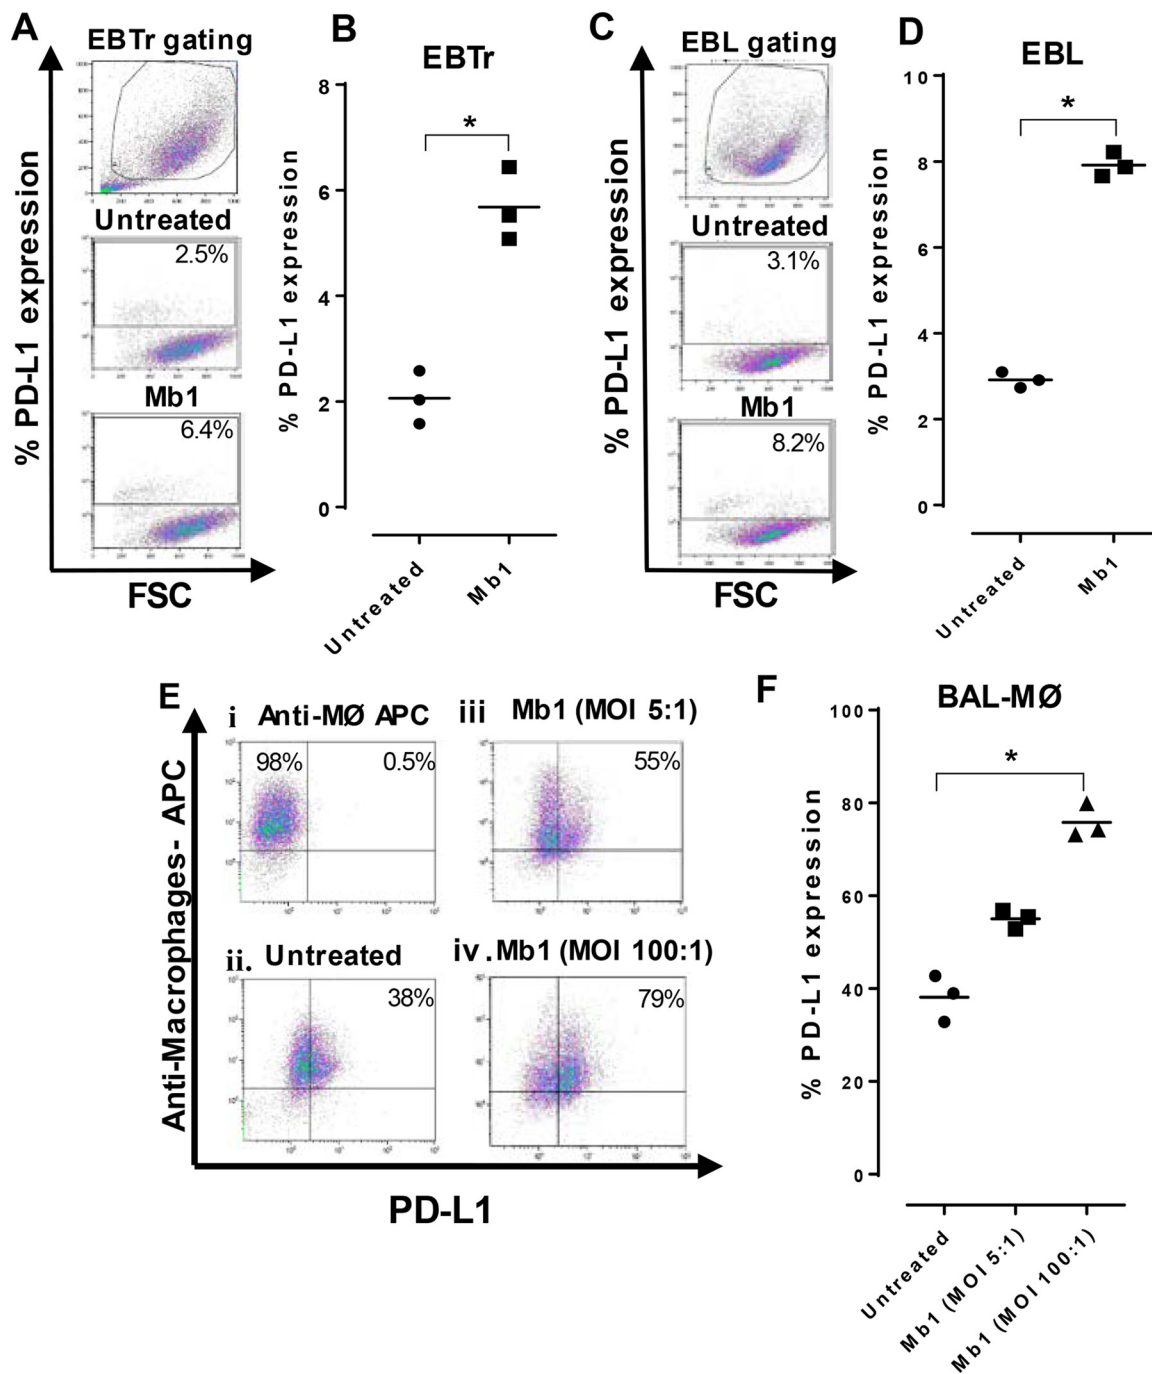 A
EBTr gating
% PD-L1 expression
Untreated
2.5%
Mb1
6.4%
FSC
B
EBTr
*
% PD-L1 expression
8
6
4
2
0
Untreated
Mb1
C
EBL gating
% PD-L1 expression
Untreated
3.1%
Mb1
8.2%
FSC
D
EBL
*
% PD-L1 expression
10
8
6
4
2
0
Untreated
Mb1
E
Anti-Macrophages- APC
i Anti-MØ APC
98% 0.5%
iii Mb1 (MOI 5:1)
55%
ii. Untreated
38%
iv. Mb1 (MOI 100:1)
79%
PD-L1
F
BAL-MØ
*
% PD-L1 expression
100
80
60
40
20
0
Untreated
Mb1 (MOI 5:1)
Mb1 (MOI 100:1)